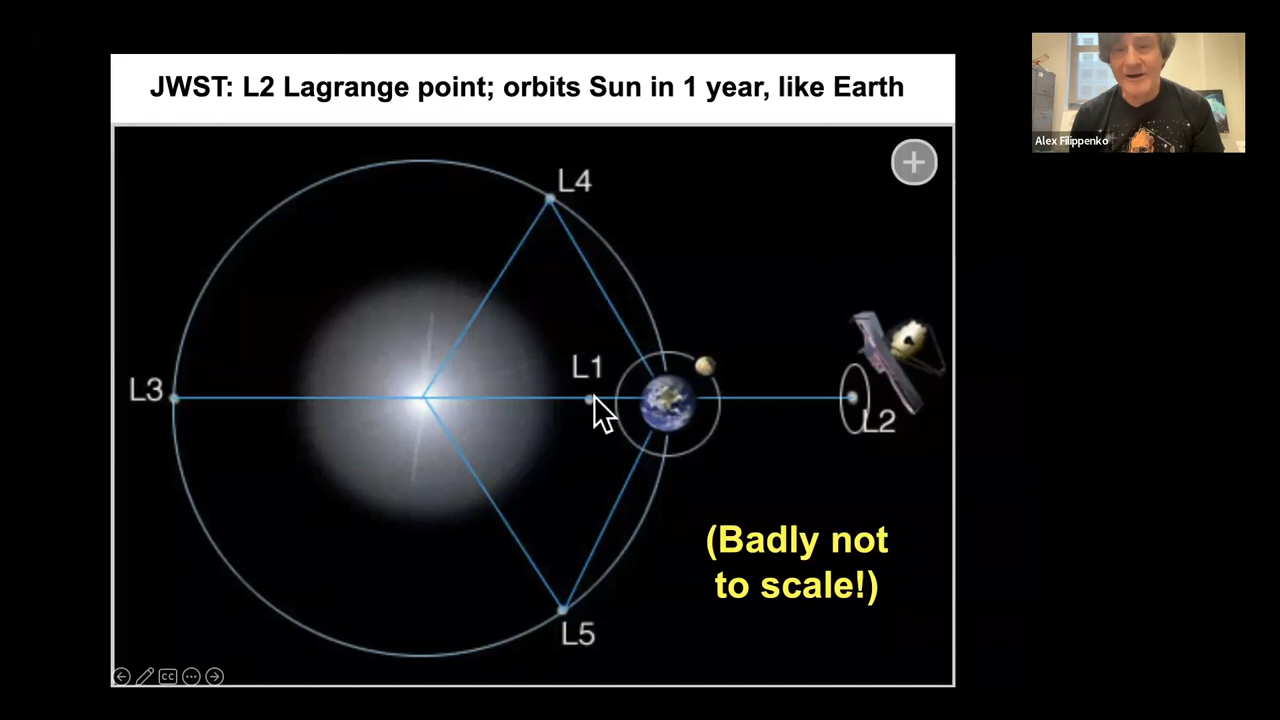 JWST: L2 Lagrange point; orbits Sun in 1 year, like Earth
Alex Filippenko
L4
L1
L3
L2
(Badly not
to scale!)
L5
CC